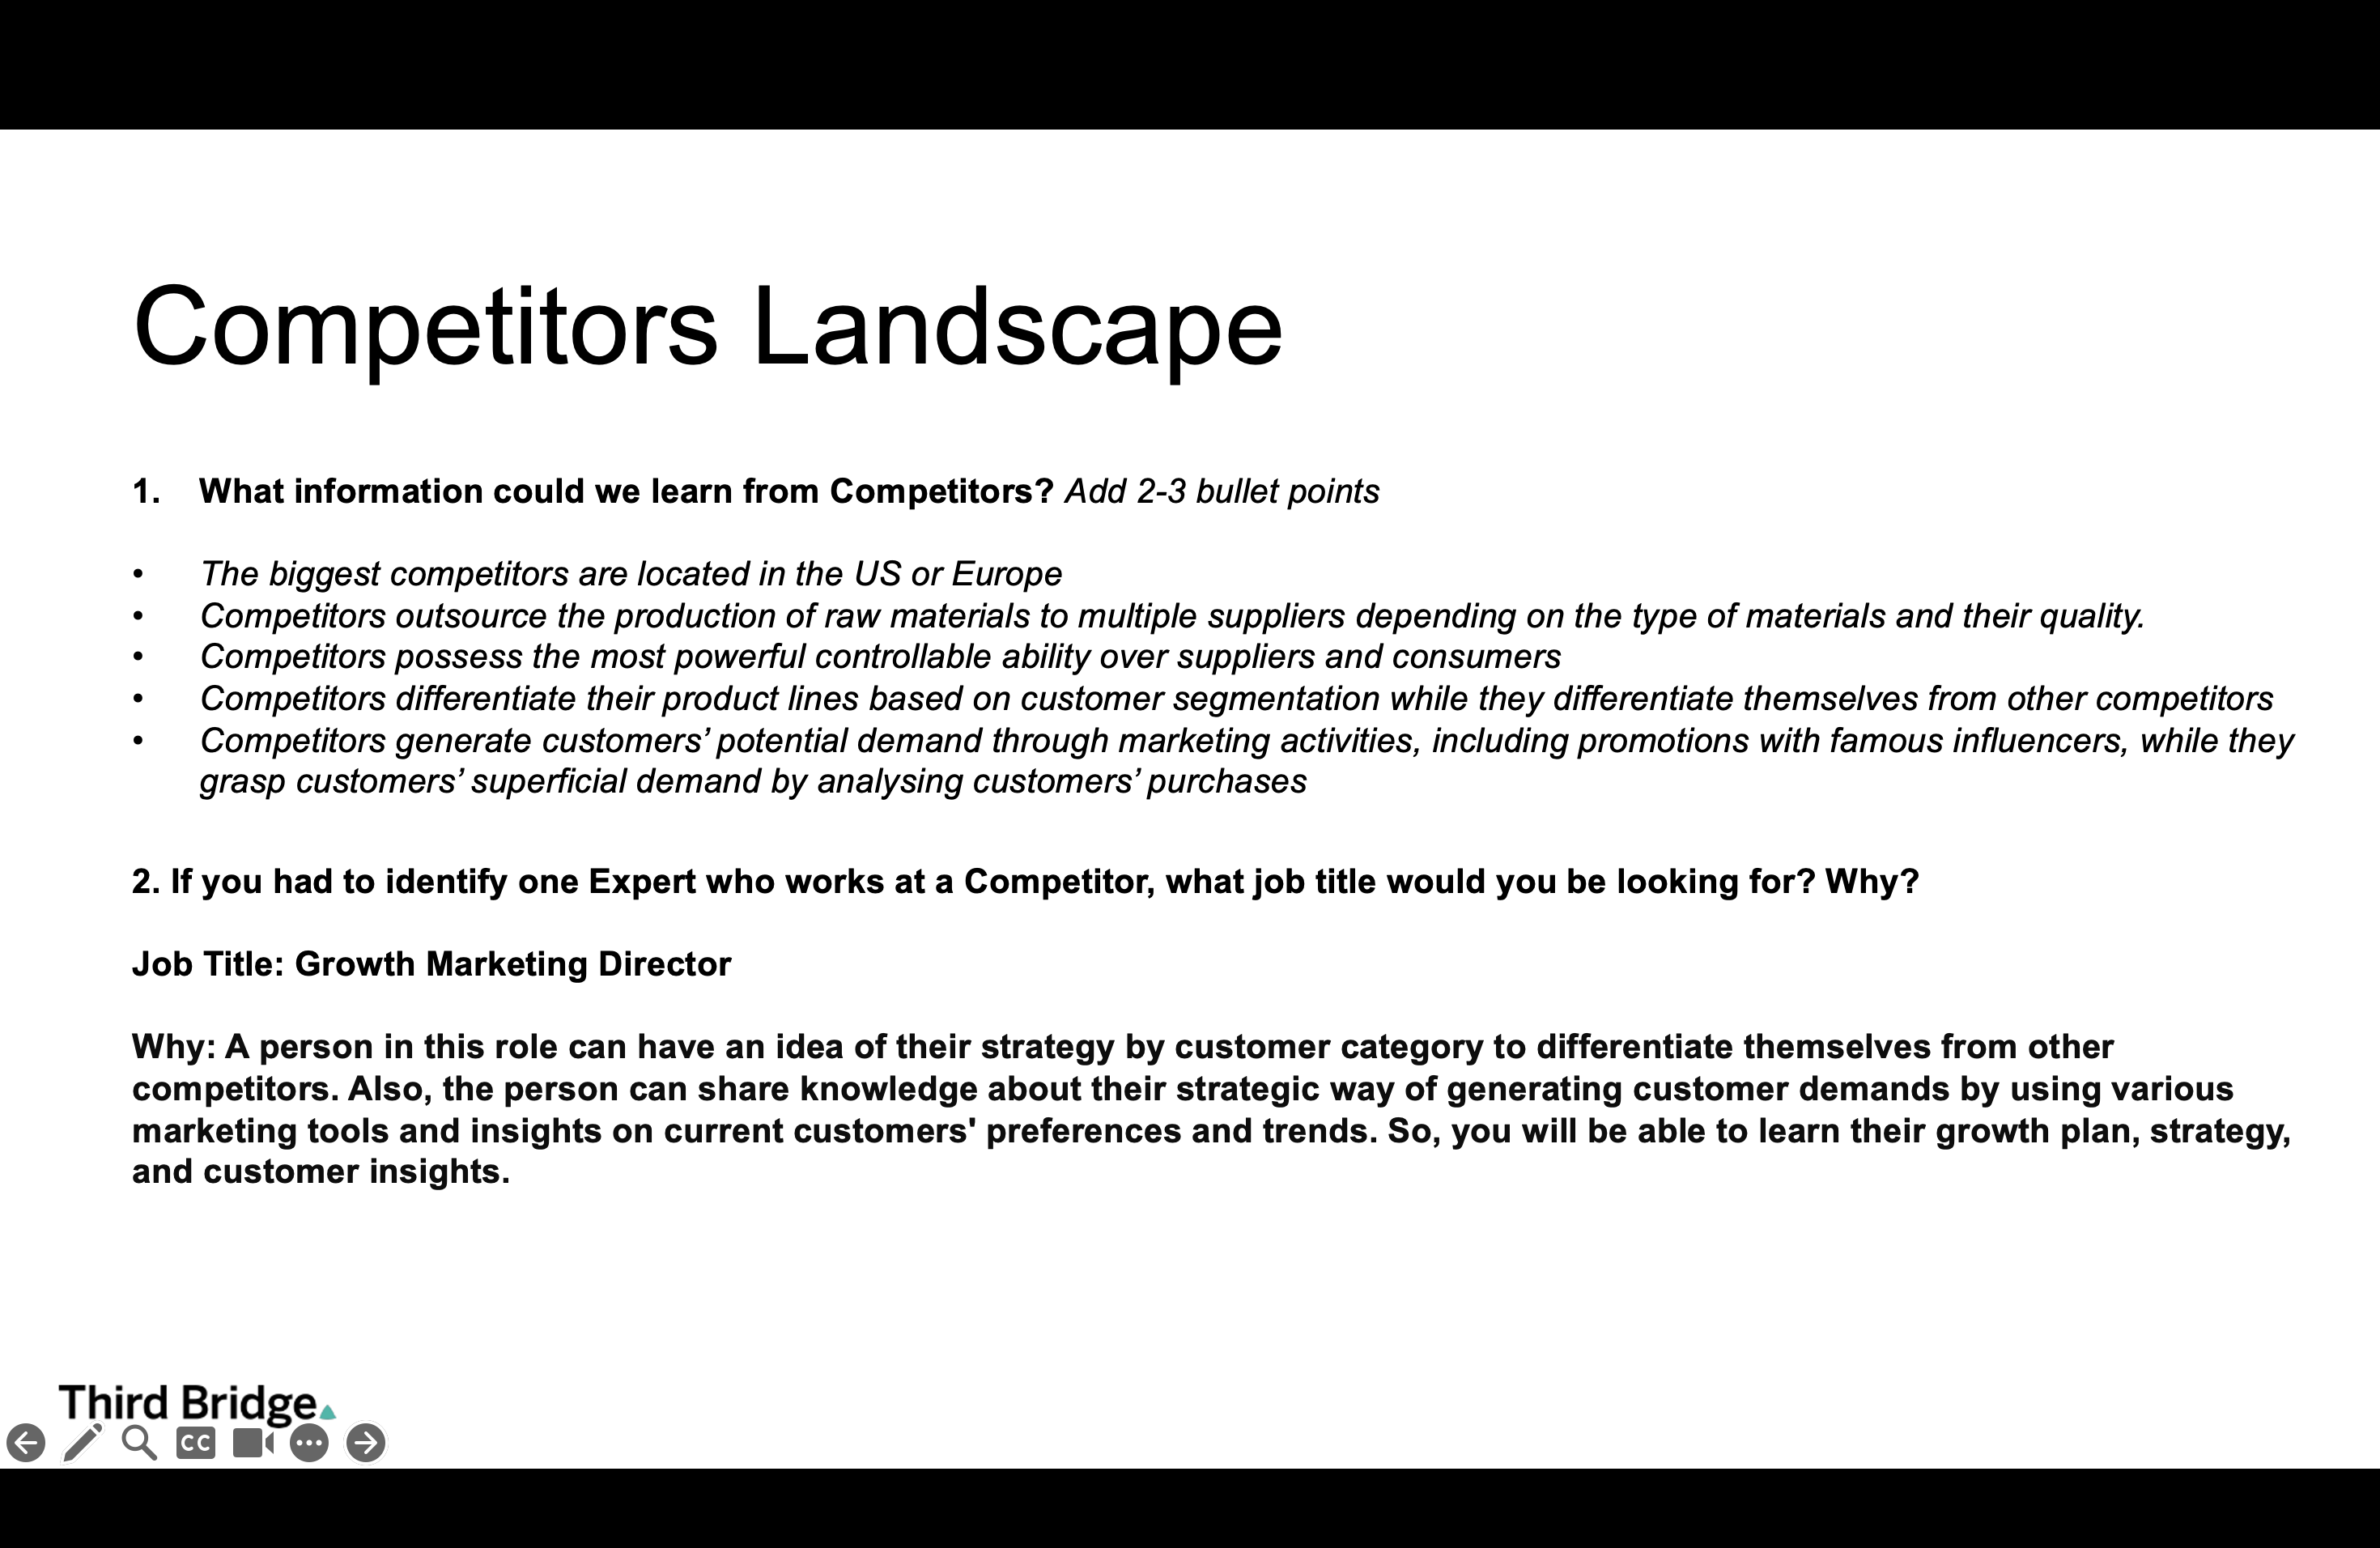 Competitors Landscape
1. What information could we learn from Competitors? Add 2-3 bullet points
• The biggest competitors are located in the US or Europe
• Competitors outsource the production of raw materials to multiple suppliers depending on the type of materials and their quality.
• Competitors possess the most powerful controllable ability over suppliers and consumers
• Competitors differentiate their product lines based on customer segmentation while they differentiate themselves from other competitors
• Competitors generate customers’ potential demand through marketing activities, including promotions with famous influencers, while they
grasp customers’ superficial demand by analysing customers’ purchases
2. If you had to identify one Expert who works at a Competitor, what job title would you be looking for? Why?
Job Title: Growth Marketing Director
Why: A person in this role can have an idea of their strategy by customer category to differentiate themselves from other
competitors. Also, the person can share knowledge about their strategic way of generating customer demands by using various
marketing tools and insights on current customers' preferences and trends. So, you will be able to learn their growth plan, strategy,
and customer insights.
Third Bridge
CC